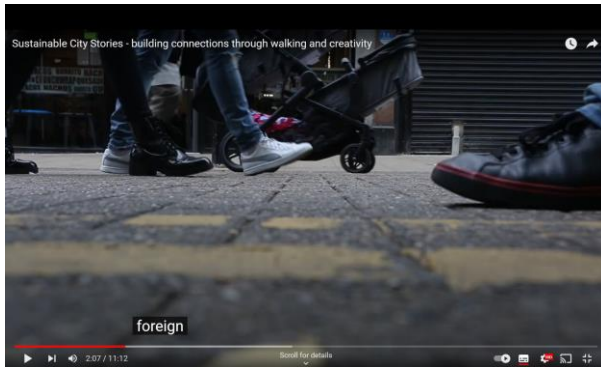 Sustainable City Stories - building connections through walking and creativity
foreign
2:07 / 11:12
Scroll for details